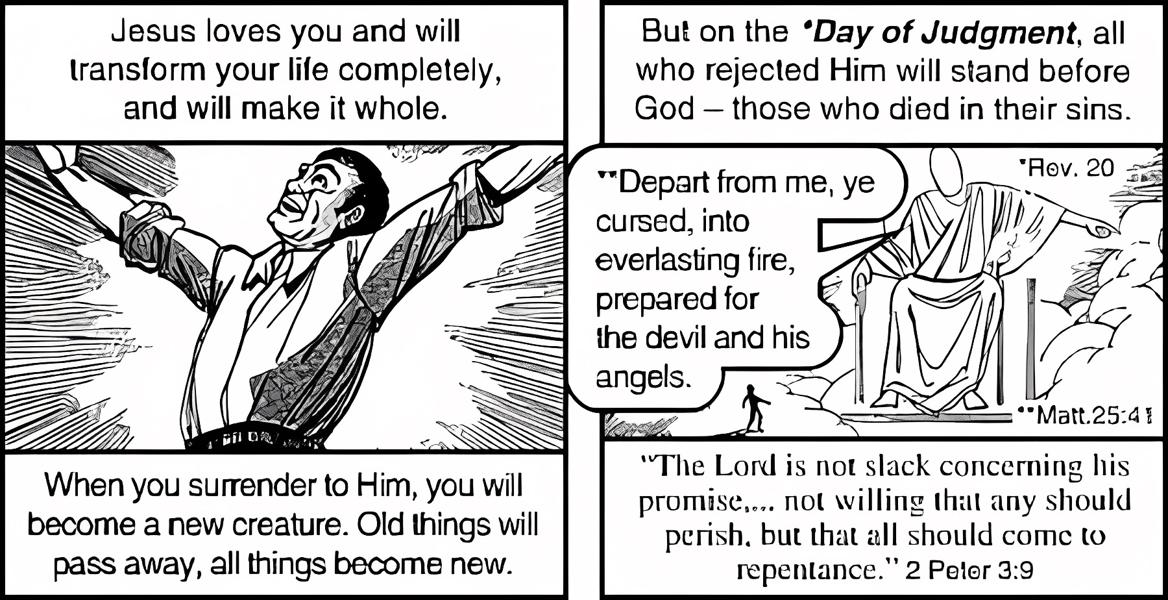 Jesus loves you and will
transform your life completely,
and will make it whole.
When you surrender to Him, you will
become a new creature. Old things will
pass away, all things become new.
But on the *Day of Judgment, all
who rejected Him will stand before
God – those who died in their sins.
*Rev. 20
**Depart from me, ye
cursed, into
everlasting fire,
prepared for
the devil and his
angels.
**Matt.25:41
"The Lord is not slack concerning his
promise,... not willing that any should
perish, but that all should come to
repentance." 2 Peter 3:9